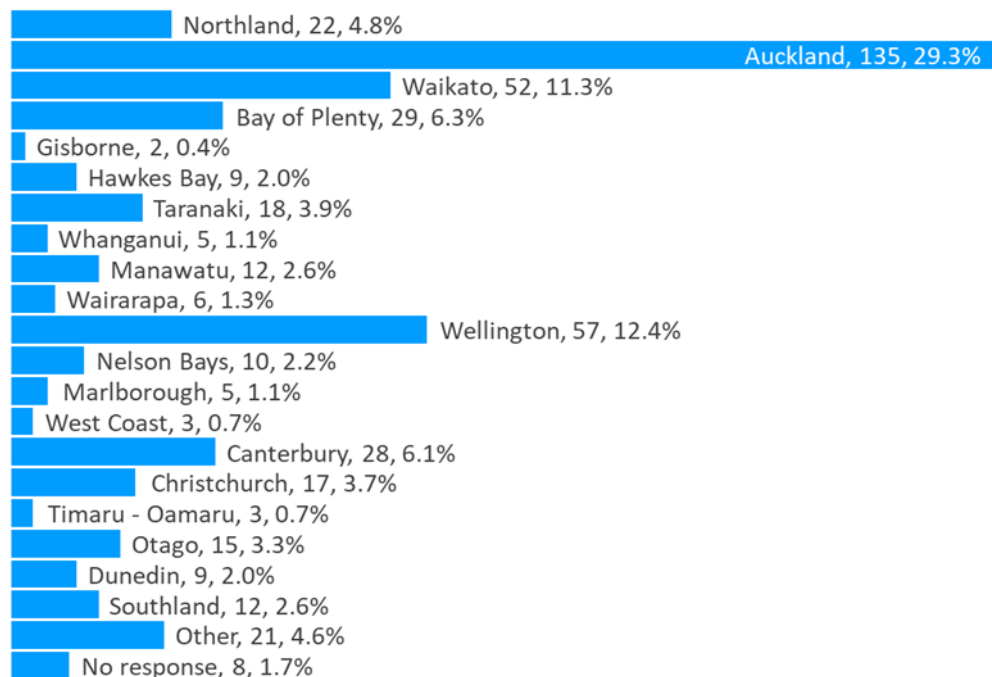 Northland, 22, 4.8%
Auckland, 135, 29.3%
Waikato, 52, 11.3%
Bay of Plenty, 29, 6.3%
Gisborne, 2, 0.4%
Hawkes Bay, 9, 2.0%
Taranaki, 18, 3.9%
Whanganui, 5, 1.1%
Manawatu, 12, 2.6%
Wairarapa, 6, 1.3%
Wellington, 57, 12.4%
Nelson Bays, 10, 2.2%
Marlborough, 5, 1.1%
West Coast, 3, 0.7%
Canterbury, 28, 6.1%
Christchurch, 17, 3.7%
Timaru - Oamaru, 3, 0.7%
Otago, 15, 3.3%
Dunedin, 9, 2.0%
Southland, 12, 2.6%
Other, 21, 4.6%
No response, 8, 1.7%